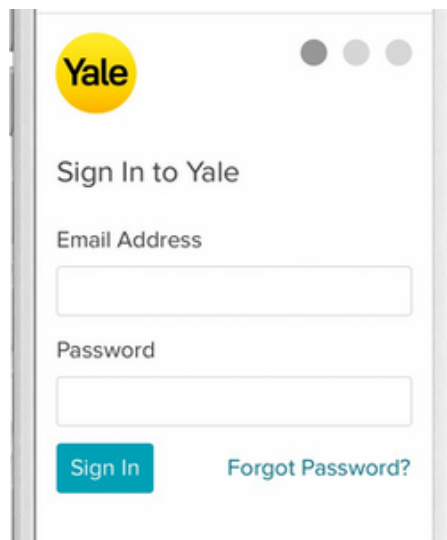 Yale
Sign In to Yale
Email Address
Password
Sign In
Forgot Password?